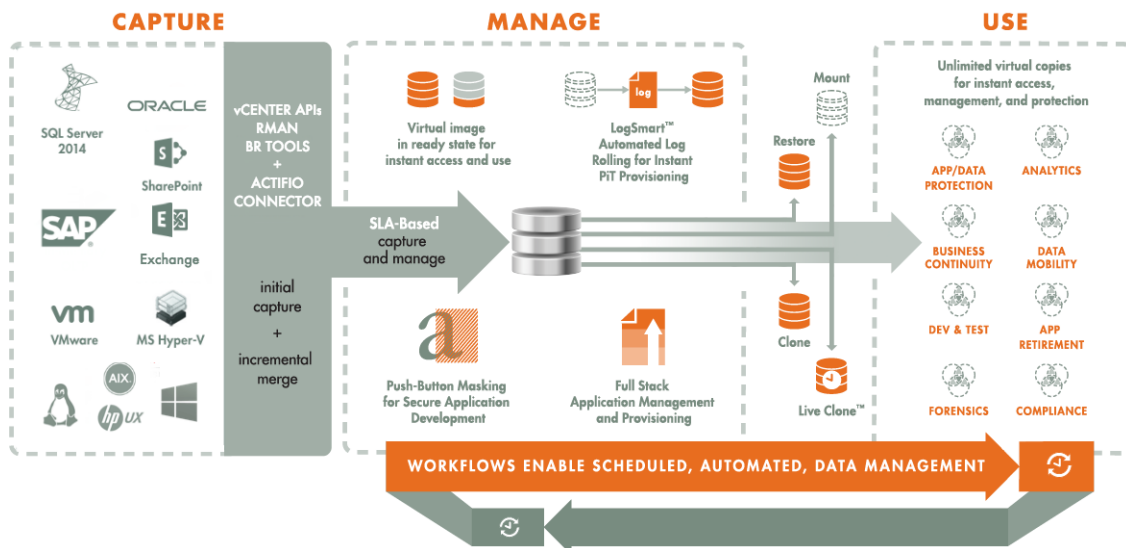 CAPTURE
MANAGE
USE
SQL Server
2014
ORACLE
SharePoint
SAP®
Exchange
vm
VMware
MS Hyper-V
AIX.
hp UX
vCENTER APIs
RMAN
BR TOOLS
+
ACTIFIO
CONNECTOR
initial
capture
+
incremental
merge
Virtual image
in ready state for
instant access and use
log
LogSmart™
Automated Log
Rolling for Instant
PiT Provisioning
SLA-Based
capture
and manage
a
Push-Button Masking
for Secure Application
Development
Full Stack
Application Management
and Provisioning
Mount
Restore
Clone
Live Clone™
Unlimited virtual copies
for instant access,
management, and protection
APP/DATA
PROTECTION
ANALYTICS
BUSINESS
CONTINUITY
DATA
MOBILITY
DEV & TEST
APP
RETIREMENT
FORENSICS
COMPLIANCE
WORKFLOWS ENABLE SCHEDULED, AUTOMATED, DATA MANAGEMENT